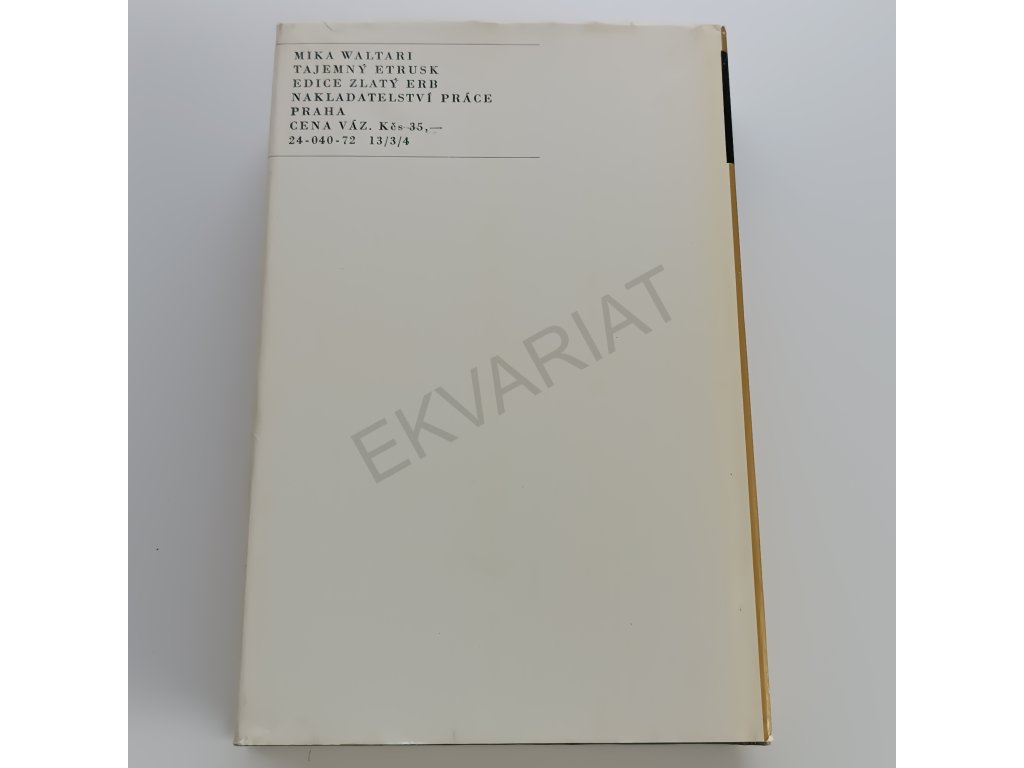 MIKA WALTARI
TAJEMNÝ ETRUSK
EDICE ZLATÝ ERB
NAKLADATELSTVÍ PRÁCE
PRAHA
CENA VÁZ. Kčs 35,—
24-040-72 13/3/4
EKVARIAT